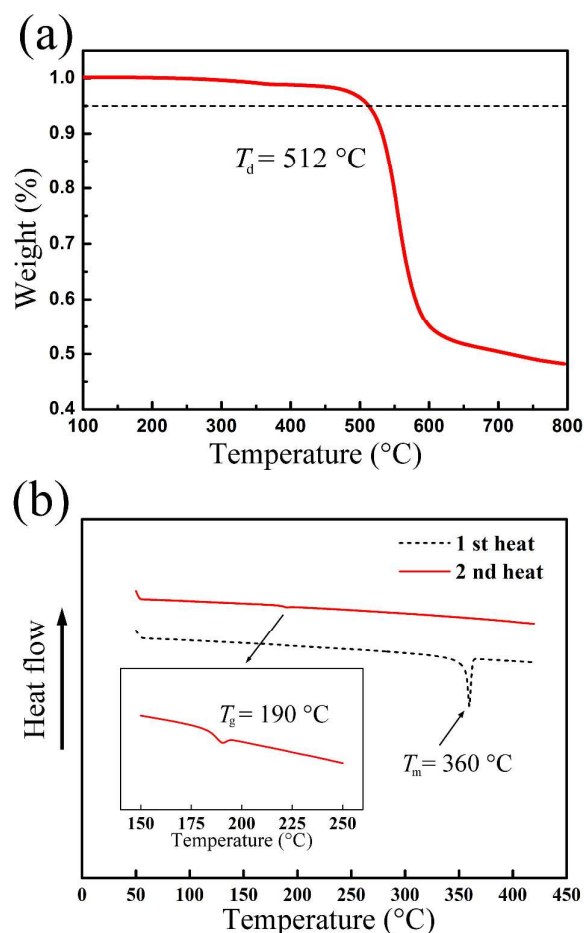 (a)
1.0
0.9
0.8
0.7
0.6
0.5
0.4
Weight (%)
Td = 512 °C
100 200 300 400 500 600 700 800
Temperature (°C)
(b)
1 st heat
2 nd heat
Heat flow
Tg = 190 °C
Tm = 360 °C
150 175 200 225 250
Temperature (°C)
0 50 100 150 200 250 300 350 400 450
Temperature (°C)